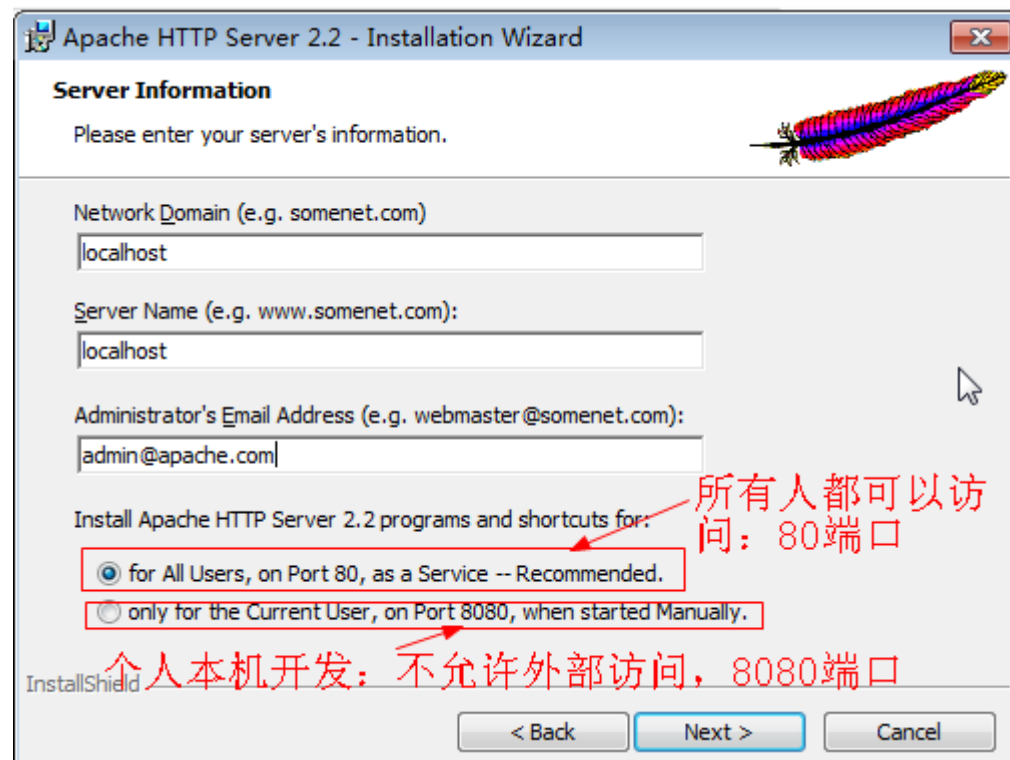 Apache HTTP Server 2.2 - Installation Wizard
Server Information
Please enter your server's information.
Network Domain (e.g. somenet.com)
localhost
Server Name (e.g. www.somenet.com):
localhost
Administrator's Email Address (e.g. webmaster@somenet.com):
admin@apache.com
所有人都可以访
问：80端口
Install Apache HTTP Server 2.2 programs and shortcuts for:
for All Users, on Port 80, as a Service -- Recommended.
only for the Current User, on Port 8080, when started Manually.
个人本机开发：不允许外部访问，8080端口
InstallShield
< Back
Next >
Cancel